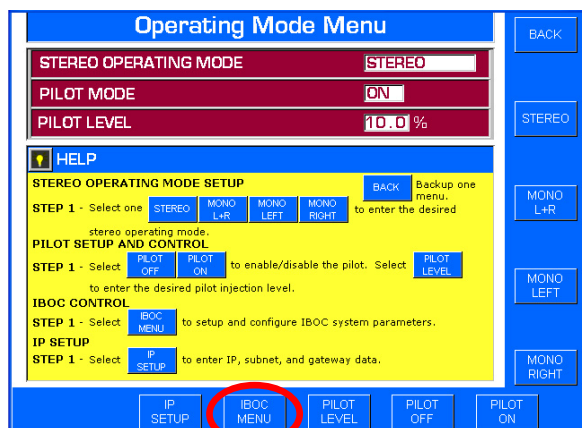 Operating Mode Menu
BACK
STEREO OPERATING MODE STEREO
PILOT MODE ON
PILOT LEVEL 10.0 %
STEREO
HELP
STEREO OPERATING MODE SETUP BACK Backup one menu.
STEP 1 - Select one STEREO MONO L+R MONO LEFT MONO RIGHT to enter the desired
stereo operating mode.
MONO L+R
PILOT SETUP AND CONTROL
STEP 1 - Select PILOT OFF PILOT ON to enable/disable the pilot. Select PILOT LEVEL
to enter the desired pilot injection level.
MONO LEFT
IBOC CONTROL
STEP 1 - Select IBOC MENU to setup and configure IBOC system parameters.
IP SETUP
STEP 1 - Select IP SETUP to enter IP, subnet, and gateway data.
MONO RIGHT
IP SETUP IBOC MENU PILOT LEVEL PILOT OFF PILOT ON